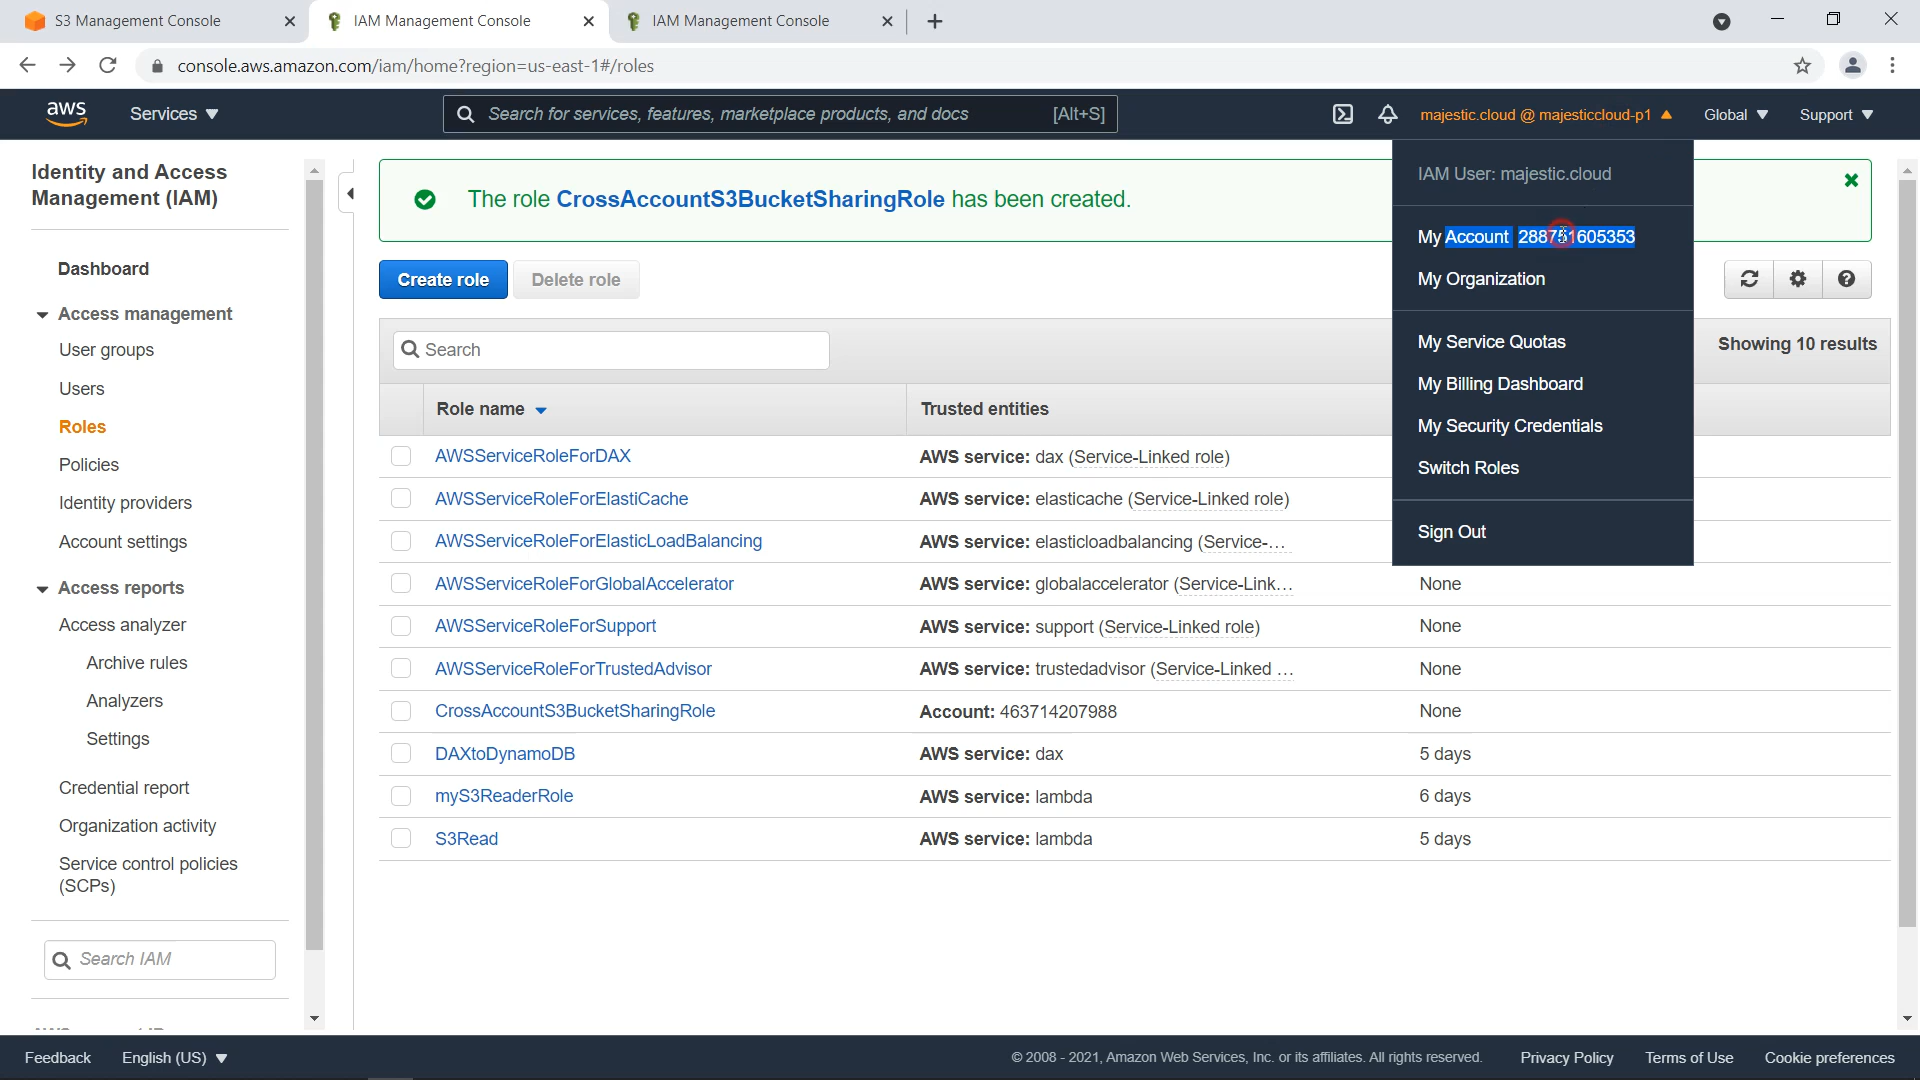 S3 Management Console
IAM Management Console
IAM Management Console
console.aws.amazon.com/iam/home?region=us-east-1#/roles
aws
Services
Search for services, features, marketplace products, and docs [Alt+S]
majestic.cloud @ majesticcloud-p1
Global
Support
Identity and Access
Management (IAM)
Dashboard
Access management
User groups
Users
Roles
Policies
Identity providers
Account settings
Access reports
Access analyzer
Archive rules
Analyzers
Settings
Credential report
Organization activity
Service control policies
(SCPs)
Search IAM
The role CrossAccountS3BucketSharingRole has been created.
Create role
Delete role
Search
Showing 10 results
Role name
Trusted entities
AWSServiceRoleForDAX AWS service: dax (Service-Linked role)
AWSServiceRoleForElastiCache AWS service: elasticache (Service-Linked role)
AWSServiceRoleForElasticLoadBalancing AWS service: elasticloadbalancing (Service-...
AWSServiceRoleForGlobalAccelerator AWS service: globalaccelerator (Service-Link... None
AWSServiceRoleForSupport AWS service: support (Service-Linked role) None
AWSServiceRoleForTrustedAdvisor AWS service: trustedadvisor (Service-Linked ... None
CrossAccountS3BucketSharingRole Account: 463714207988 None
DAXtoDynamoDB AWS service: dax 5 days
myS3ReaderRole AWS service: lambda 6 days
S3Read AWS service: lambda 5 days
IAM User: majestic.cloud
My Account 288751605353
My Organization
My Service Quotas
My Billing Dashboard
My Security Credentials
Switch Roles
Sign Out
Feedback
English (US)
© 2008 - 2021, Amazon Web Services, Inc. or its affiliates. All rights reserved.
Privacy Policy
Terms of Use
Cookie preferences